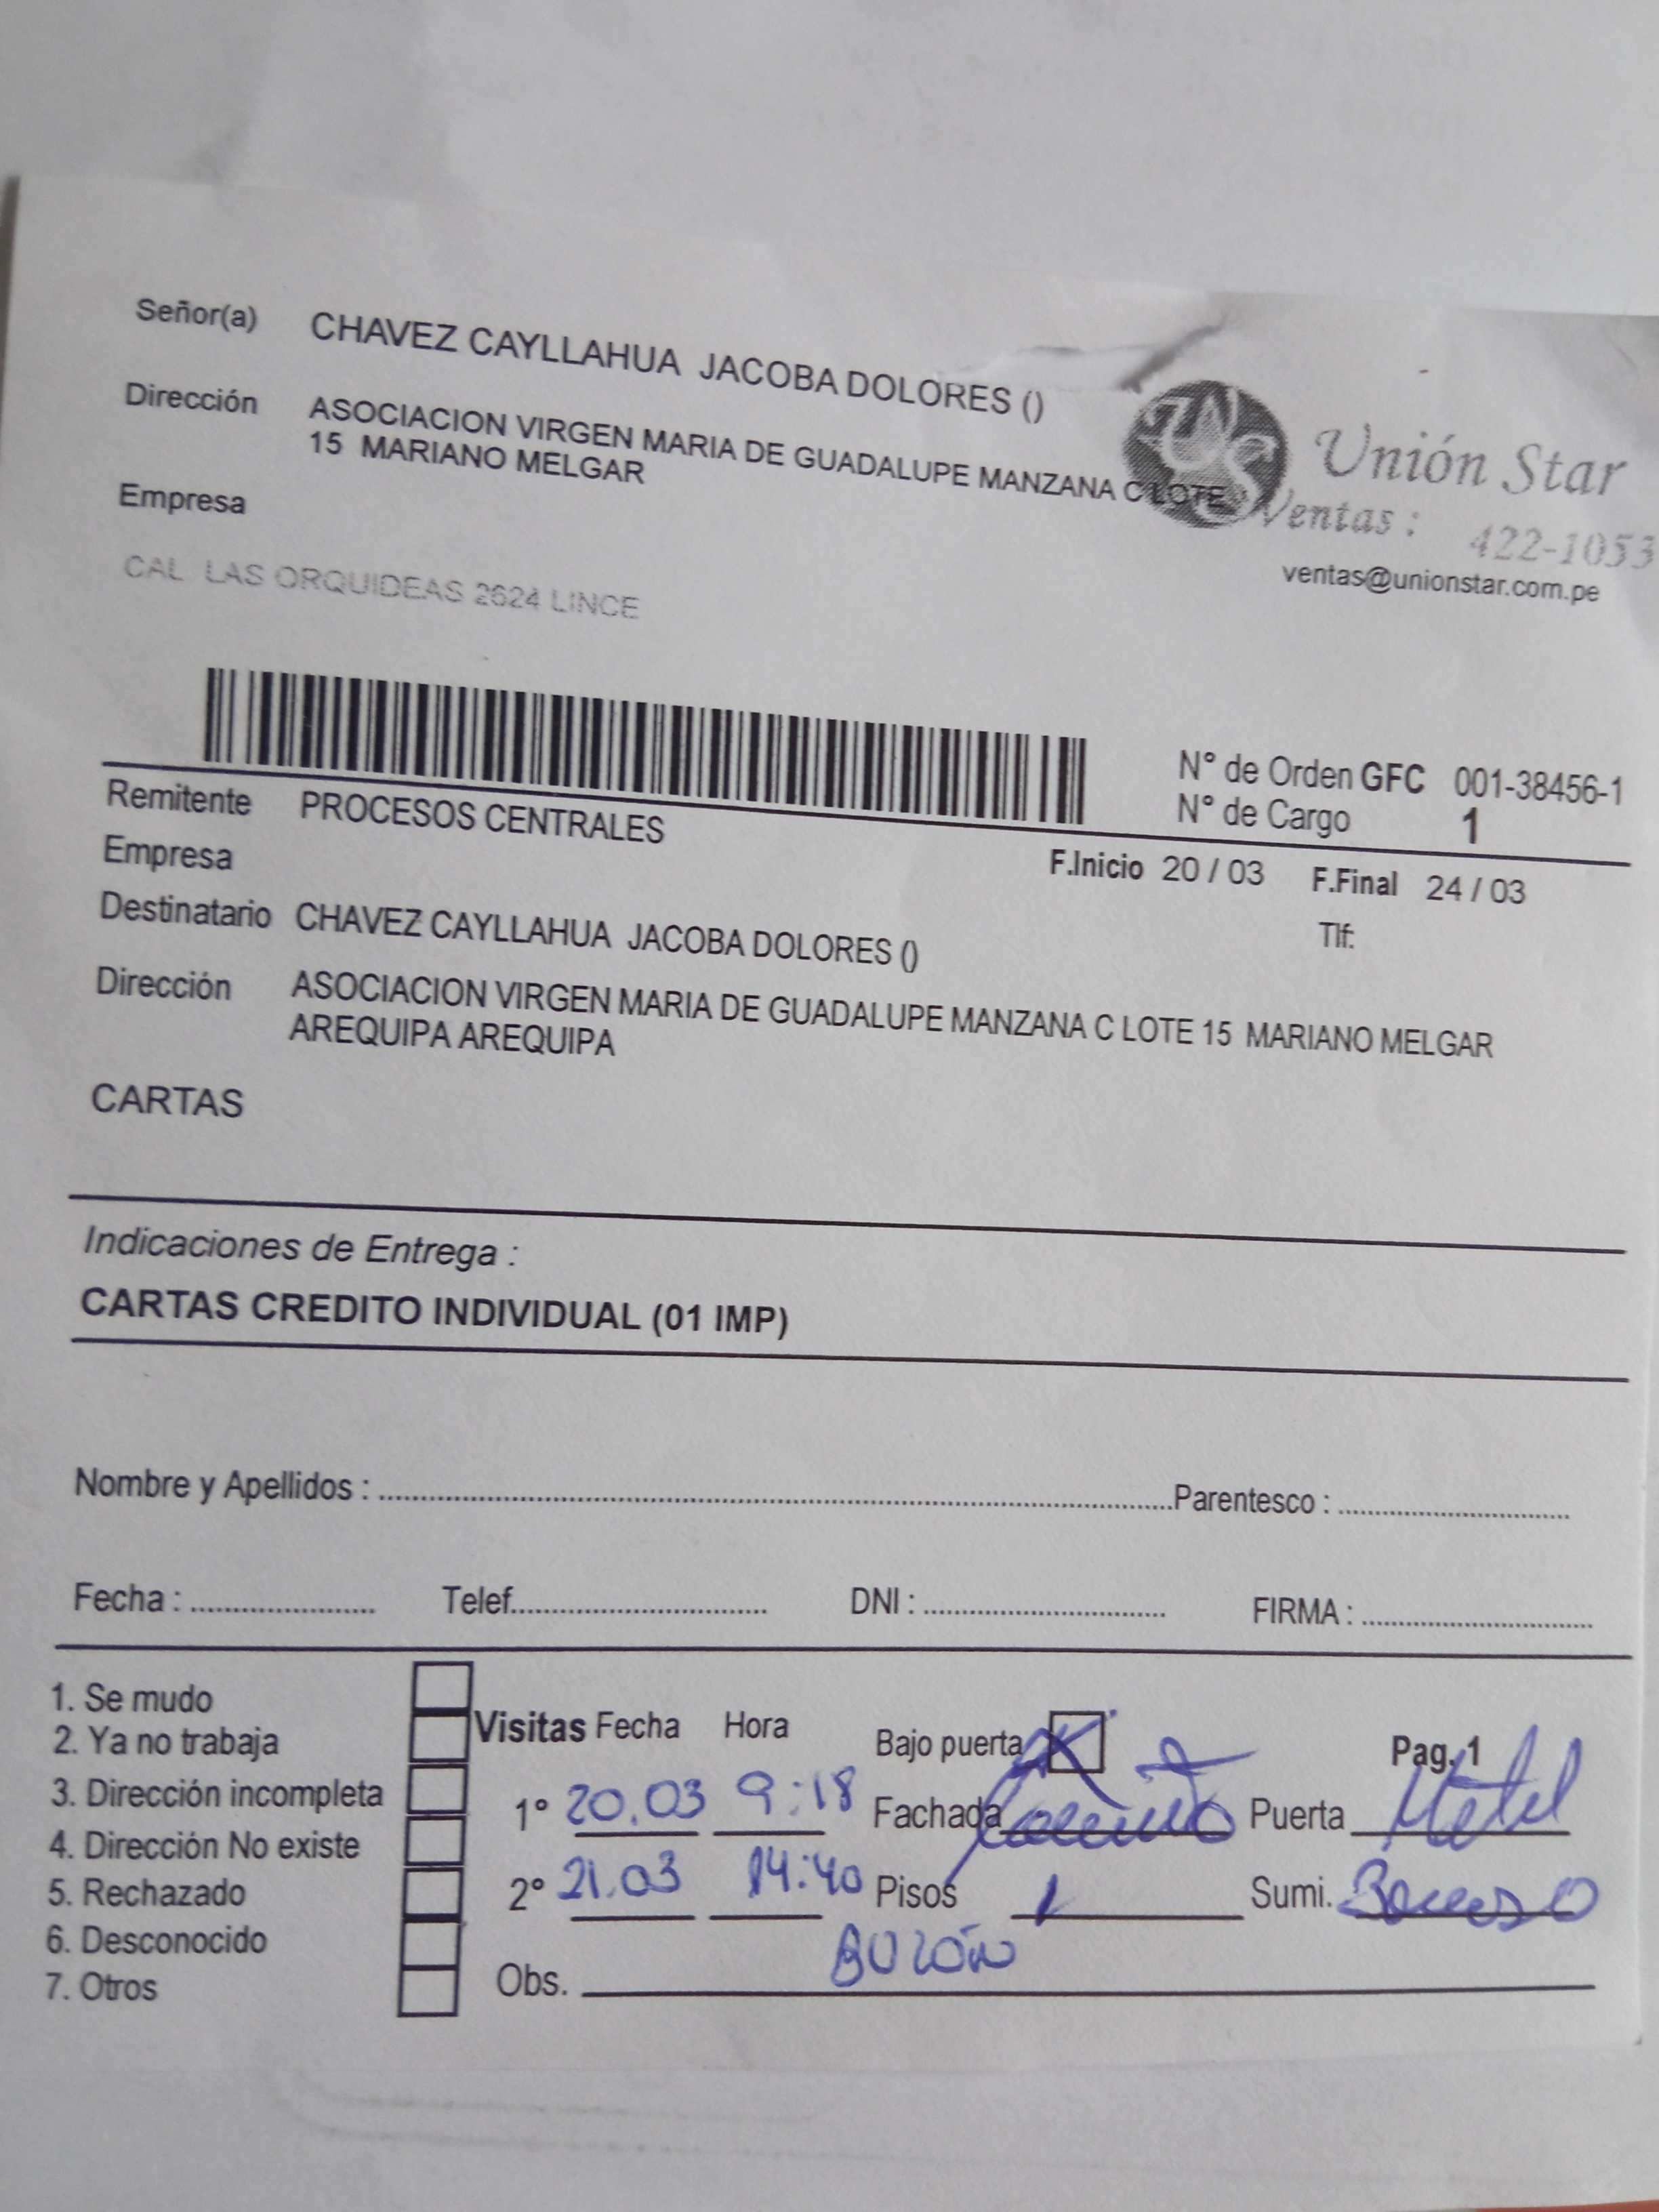 Señor(a) CHAVEZ CAYLLAHUA JACOBA DOLORES ()
Dirección ASOCIACION VIRGEN MARIA DE GUADALUPE MANZANA C LOTE
15 MARIANO MELGAR
Empresa
Unión Star
Ventas : 422-1053
ventas@unionstar.com.pe
CAL LAS ORQUIDEAS 2624 LINCE
N° de Orden GFC 001-38456-1
N° de Cargo 1
Remitente PROCESOS CENTRALES
Empresa F.Inicio 20 / 03 F.Final 24 / 03
Destinatario CHAVEZ CAYLLAHUA JACOBA DOLORES () Tlf:
Dirección ASOCIACION VIRGEN MARIA DE GUADALUPE MANZANA C LOTE 15 MARIANO MELGAR
AREQUIPA AREQUIPA
CARTAS
Indicaciones de Entrega :
CARTAS CREDITO INDIVIDUAL (01 IMP)
Nombre y Apellidos : Parentesco :
Fecha : Telef. DNI : FIRMA :
1. Se mudo
2. Ya no trabaja
3. Dirección incompleta
4. Dirección No existe
5. Rechazado
6. Desconocido
7. Otros
Visitas Fecha Hora Bajo puerta X Pag. 1
1° 20.03 9:18 Fachada Puerta Metal
2° 21.03 14:40 Pisos 1 Sumi.
Obs. BUZÓN